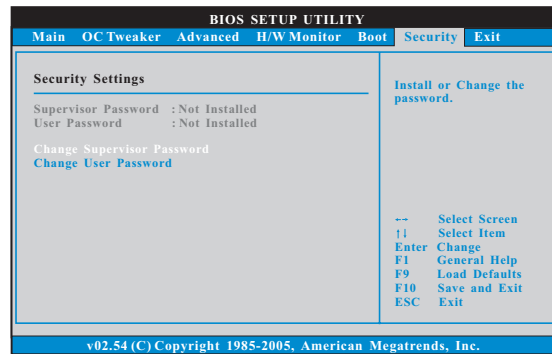 BIOS SETUP UTILITY
Main OC Tweaker Advanced H/W Monitor Boot Security Exit
Security Settings
Supervisor Password : Not Installed
User Password : Not Installed
Change Supervisor Password
Change User Password
Install or Change the
password.
←→ Select Screen
↑↓ Select Item
Enter Change
F1 General Help
F9 Load Defaults
F10 Save and Exit
ESC Exit
v02.54 (C) Copyright 1985-2005, American Megatrends, Inc.